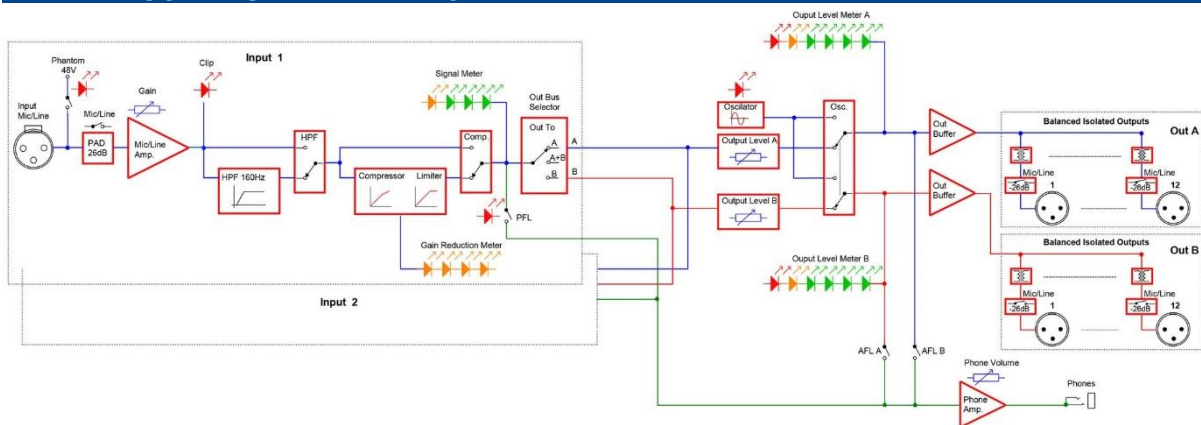 Input 1
Phantom
48V
Input
Mic/Line
Mic/Line
PAD
26dB
Gain
Mic/Line
Amp.
Clip
HPF
HPF 160Hz
Compressor
Limiter
Comp.
Signal Meter
Gain Reduction Meter
PFL
Out Bus
Selector
Out To
A
A+B
B
A
B
Input 2
Ouput Level Meter A
Oscilator
Output Level A
Output Level B
Osc.
Ouput Level Meter B
AFL A
AFL B
Out
Buffer
Out
Buffer
Balanced Isolated Outputs
Out A
Mic/Line
-26dB
1
Mic/Line
-26dB
12
Balanced Isolated Outputs
Out B
Mic/Line
-26dB
1
Mic/Line
-26dB
12
Phone Volume
Phone
Amp.
Phones